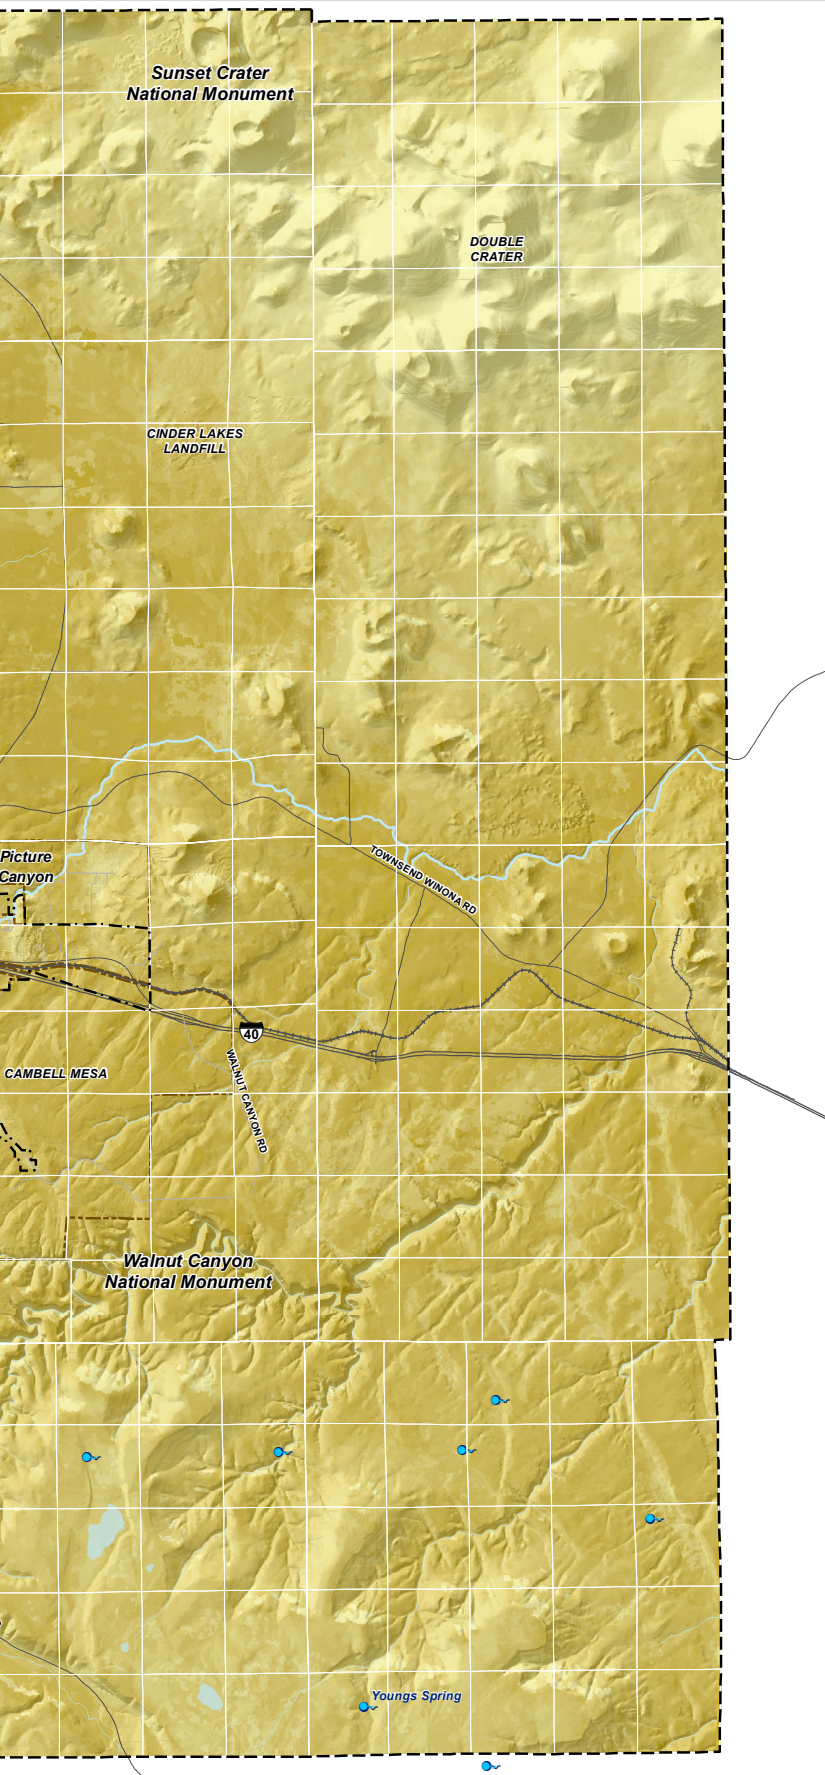 Sunset Crater
National Monument
DOUBLE
CRATER
CINDER LAKES
LANDFILL
Picture
Canyon
TOWNSEND WINONA RD
40
CAMBELL MESA
WALNUT CANYON RD
Walnut Canyon
National Monument
Youngs Spring